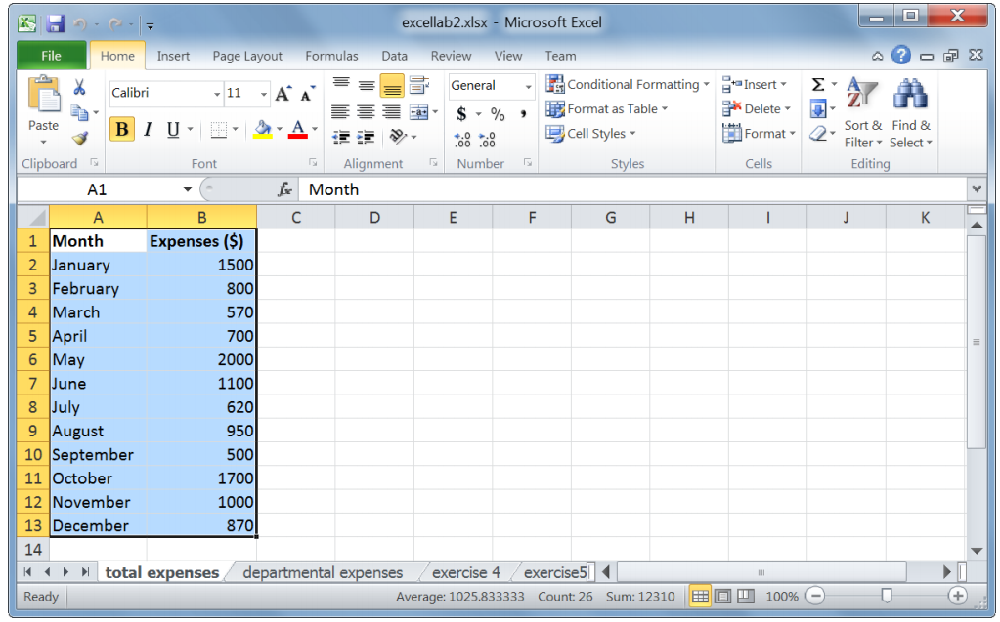 excellab2.xlsx - Microsoft Excel
File Home Insert Page Layout Formulas Data Review View Team
Calibri 11 General Conditional Formatting Insert Σ
Paste B I U A $ % , Format as Table Delete Sort & Find &
Cell Styles Format Filter Select
Clipboard Font Alignment Number Styles Cells Editing
A1 fx Month
A B C D E F G H I J K
1 Month Expenses ($)
2 January 1500
3 February 800
4 March 570
5 April 700
6 May 2000
7 June 1100
8 July 620
9 August 950
10 September 500
11 October 1700
12 November 1000
13 December 870
14
total expenses departmental expenses exercise 4 exercise5
Ready Average: 1025.833333 Count: 26 Sum: 12310 100%